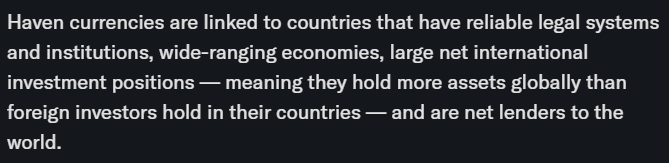 Haven currencies are linked to countries that have reliable legal systems
and institutions, wide-ranging economies, large net international
investment positions — meaning they hold more assets globally than
foreign investors hold in their countries — and are net lenders to the
world.